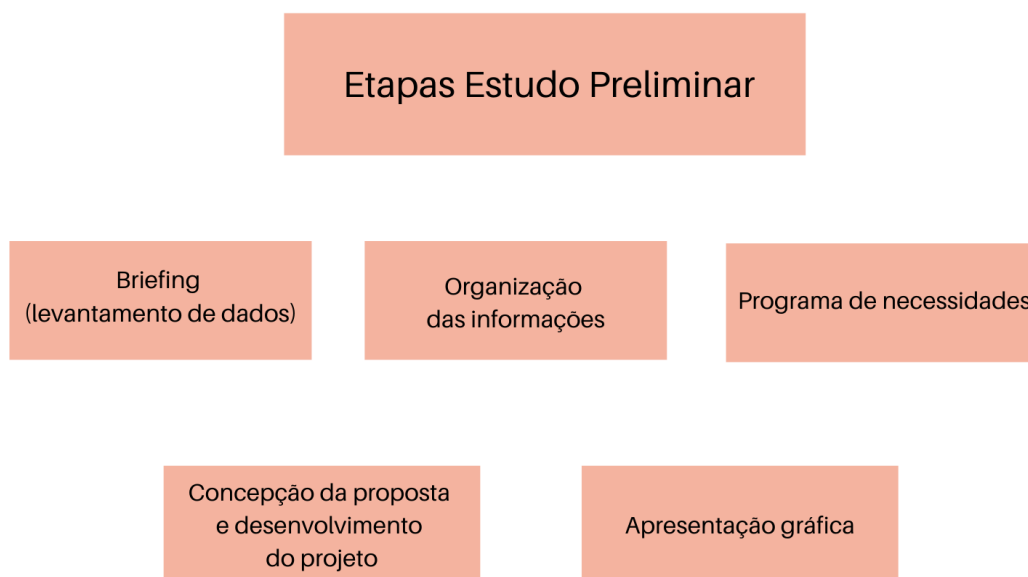 Etapas Estudo Preliminar
Briefing
(levantamento de dados)
Organização
das informações
Programa de necessidades
Concepção da proposta
e desenvolvimento
do projeto
Apresentação gráfica